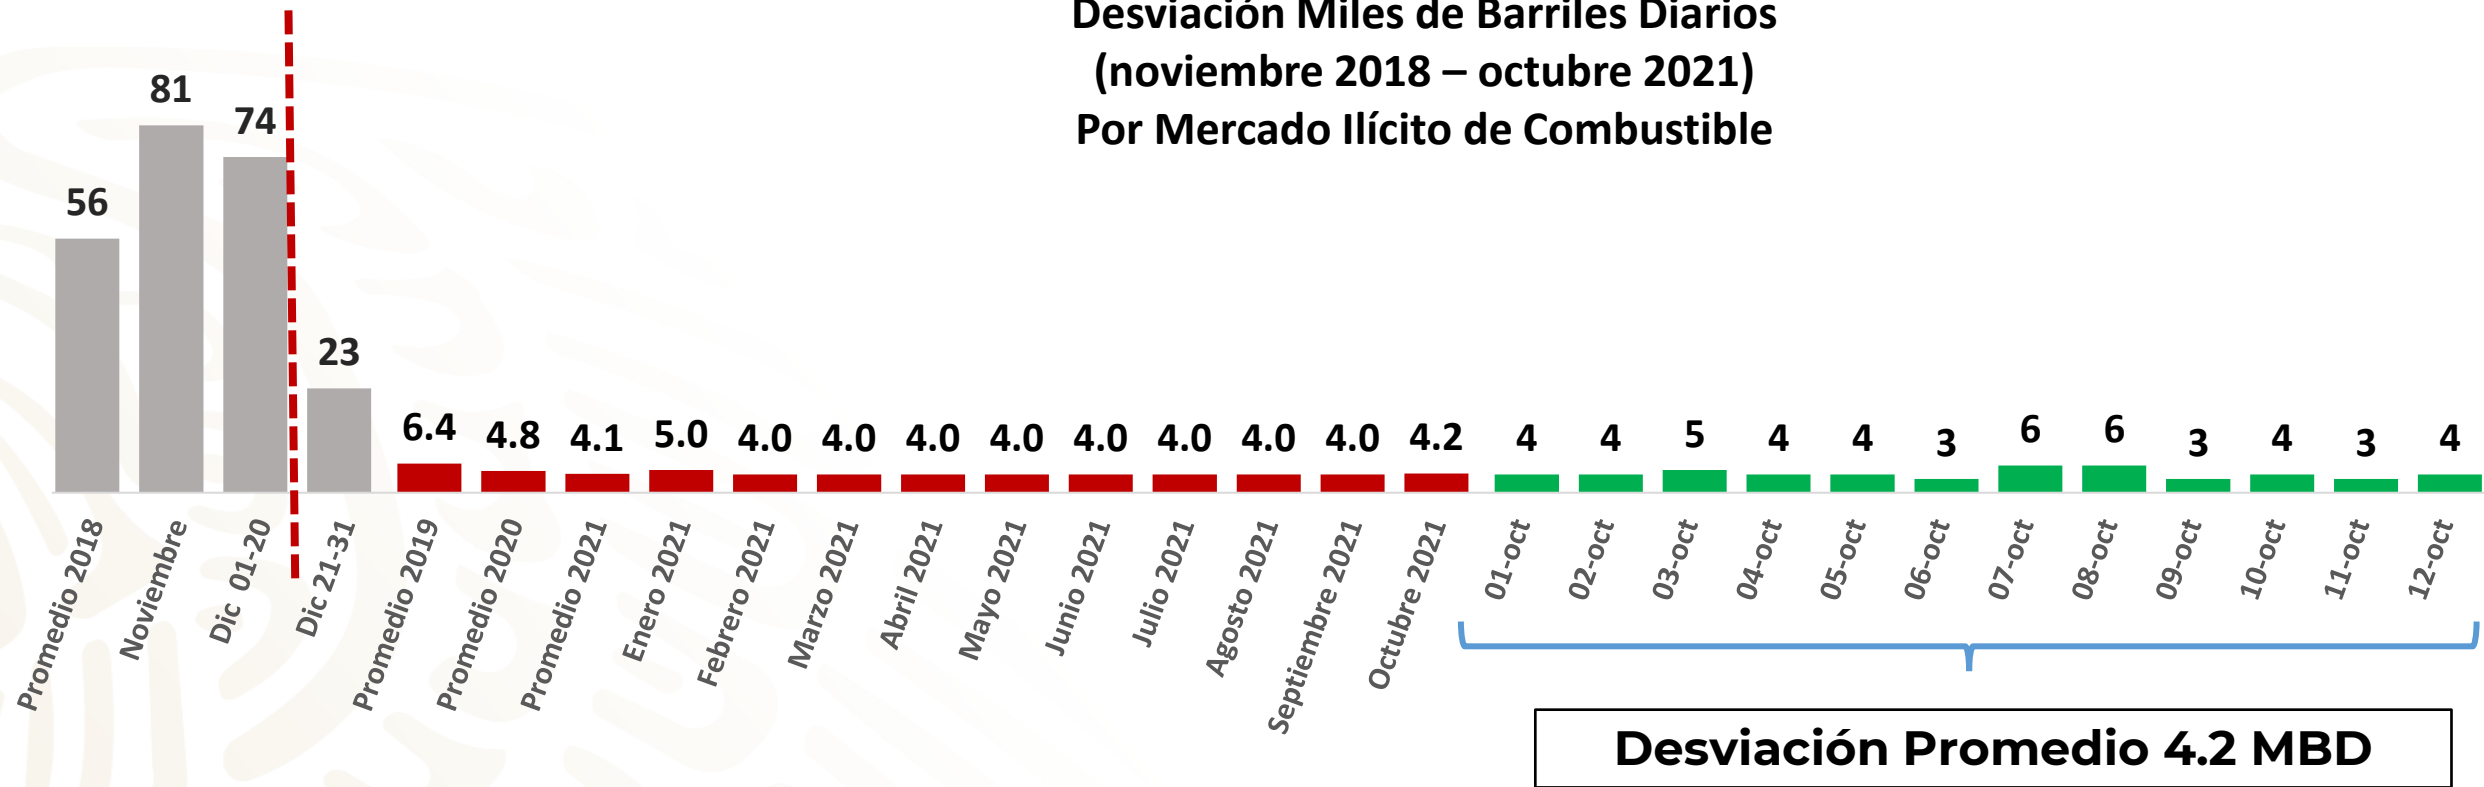 Desviación Miles de Barriles Diarios
(noviembre 2018 – octubre 2021)
Por Mercado Ilícito de Combustible
56
81
74
23
6.4
4.8
4.1
5.0
4.0
4.0
4.0
4.0
4.0
4.0
4.0
4.0
4.2
4
4
5
4
4
3
6
6
3
4
3
4
Promedio 2018
Noviembre
Dic 01-20
Dic 21-31
Promedio 2019
Promedio 2020
Promedio 2021
Enero 2021
Febrero 2021
Marzo 2021
Abril 2021
Mayo 2021
Junio 2021
Julio 2021
Agosto 2021
Septiembre 2021
Octubre 2021
01-oct
02-oct
03-oct
04-oct
05-oct
06-oct
07-oct
08-oct
09-oct
10-oct
11-oct
12-oct
Desviación Promedio 4.2 MBD